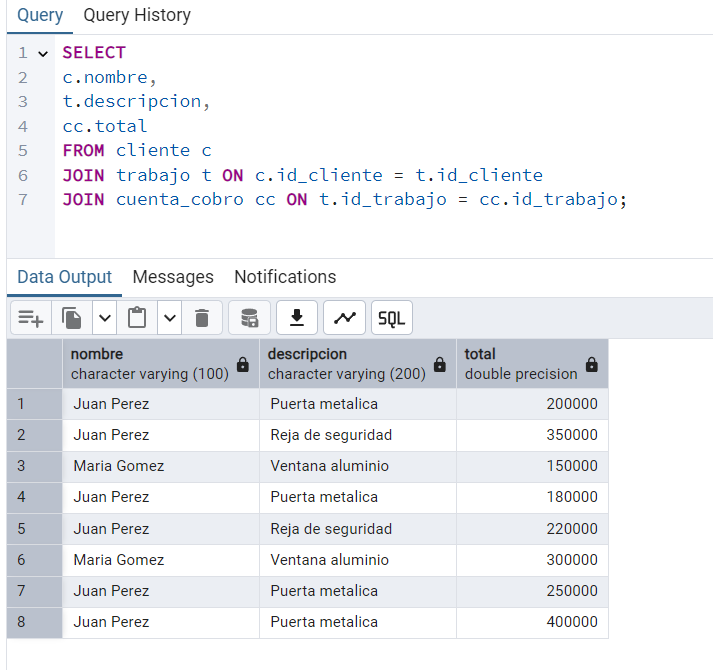 Query Query History
1 SELECT
2 c.nombre,
3 t.descripcion,
4 cc.total
5 FROM cliente c
6 JOIN trabajo t ON c.id_cliente = t.id_cliente
7 JOIN cuenta_cobro cc ON t.id_trabajo = cc.id_trabajo;
Data Output Messages Notifications
SQL
nombre descripcion total
character varying (100) character varying (200) double precision
1 Juan Perez Puerta metalica 200000
2 Juan Perez Reja de seguridad 350000
3 Maria Gomez Ventana aluminio 150000
4 Juan Perez Puerta metalica 180000
5 Juan Perez Reja de seguridad 220000
6 Maria Gomez Ventana aluminio 300000
7 Juan Perez Puerta metalica 250000
8 Juan Perez Puerta metalica 400000